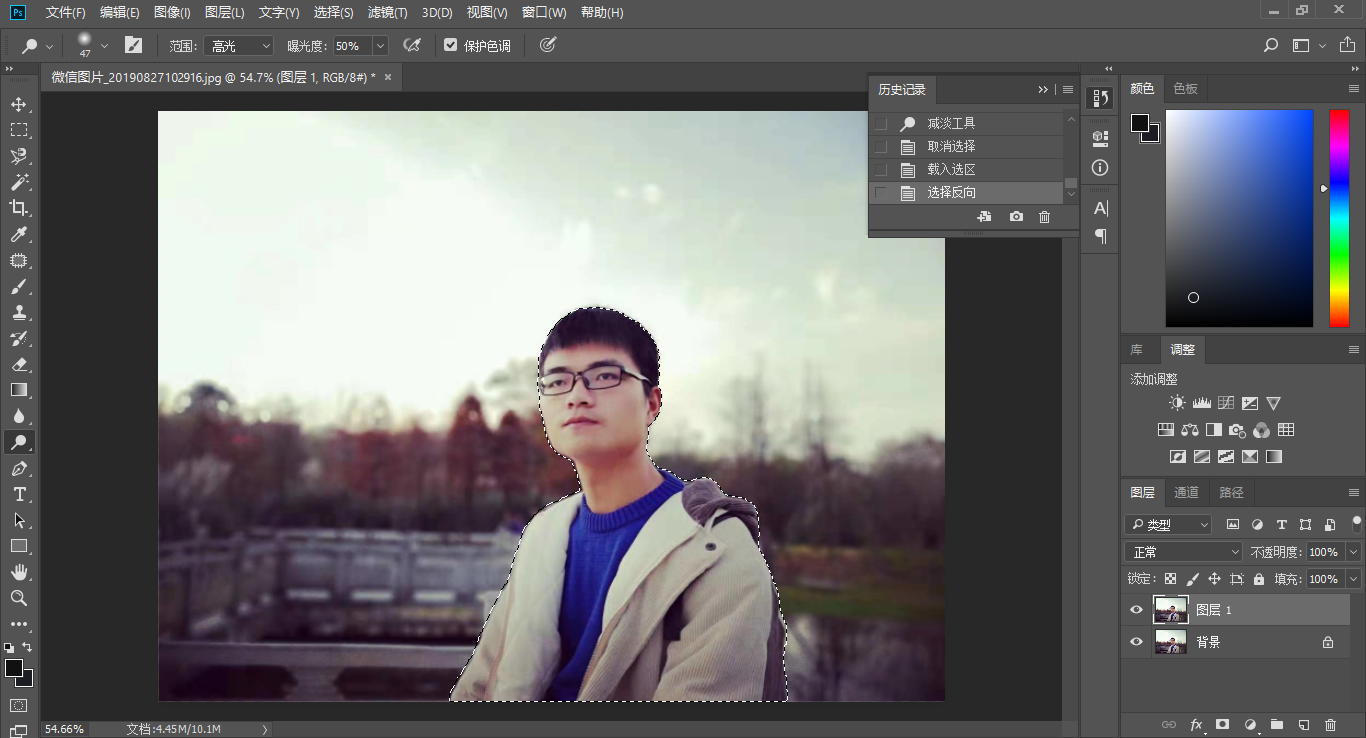 Ps 文件(F) 编辑(E) 图像(I) 图层(L) 文字(Y) 选择(S) 滤镜(T) 3D(D) 视图(V) 窗口(W) 帮助(H)
47 范围: 高光 曝光度: 50% 保护色调
微信图片_20190827102916.jpg @ 54.7% (图层 1, RGB/8#) * ×
历史记录
减淡工具
取消选择
载入选区
选择反向
颜色 色板
库 调整
添加调整
图层 通道 路径
类型
正常 不透明度: 100%
锁定: 填充: 100%
图层 1
背景
fx
54.66% 文档:4.45M/10.1M